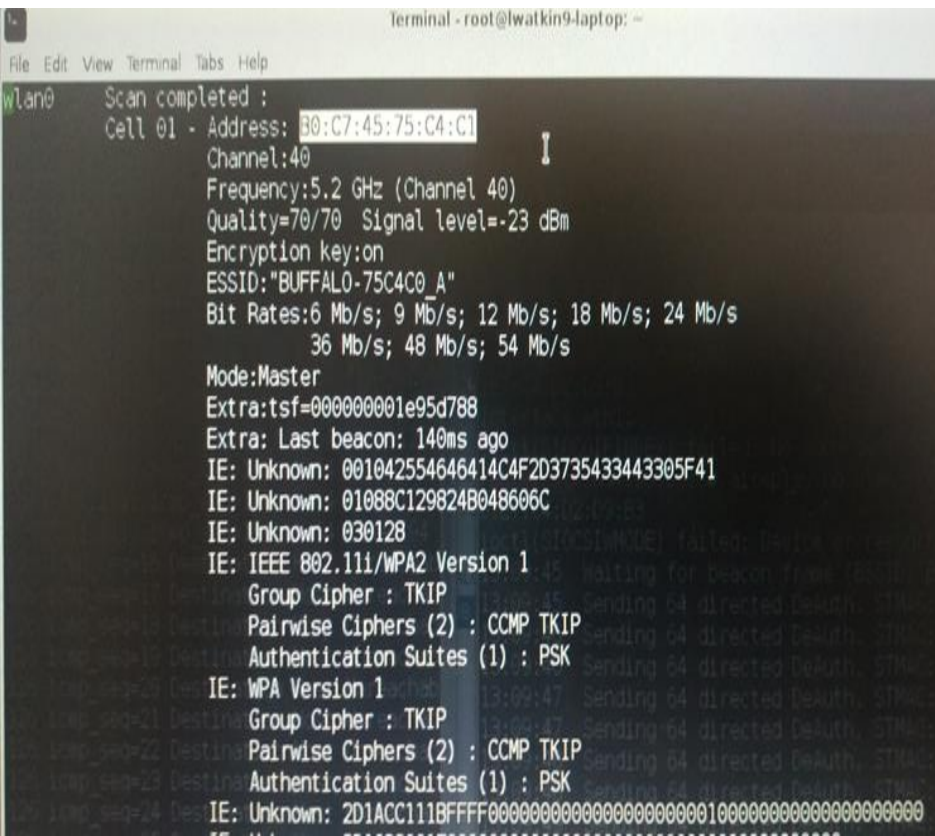 Terminal - root@lwatkin9-laptop: ~
File Edit View Terminal Tabs Help
wlan0 Scan completed :
Cell 01 - Address: B0:C7:45:75:C4:C1
Channel:40
Frequency:5.2 GHz (Channel 40)
Quality=70/70 Signal level=-23 dBm
Encryption key:on
ESSID:"BUFFALO-75C4C0_A"
Bit Rates:6 Mb/s; 9 Mb/s; 12 Mb/s; 18 Mb/s; 24 Mb/s
36 Mb/s; 48 Mb/s; 54 Mb/s
Mode:Master
Extra:tsf=000000001e95d788
Extra: Last beacon: 140ms ago
IE: Unknown: 001042554646414C4F2D3735433443305F41
IE: Unknown: 01088C129824B048606C
IE: Unknown: 030128
IE: IEEE 802.11i/WPA2 Version 1
Group Cipher : TKIP
Pairwise Ciphers (2) : CCMP TKIP
Authentication Suites (1) : PSK
IE: WPA Version 1
Group Cipher : TKIP
Pairwise Ciphers (2) : CCMP TKIP
Authentication Suites (1) : PSK